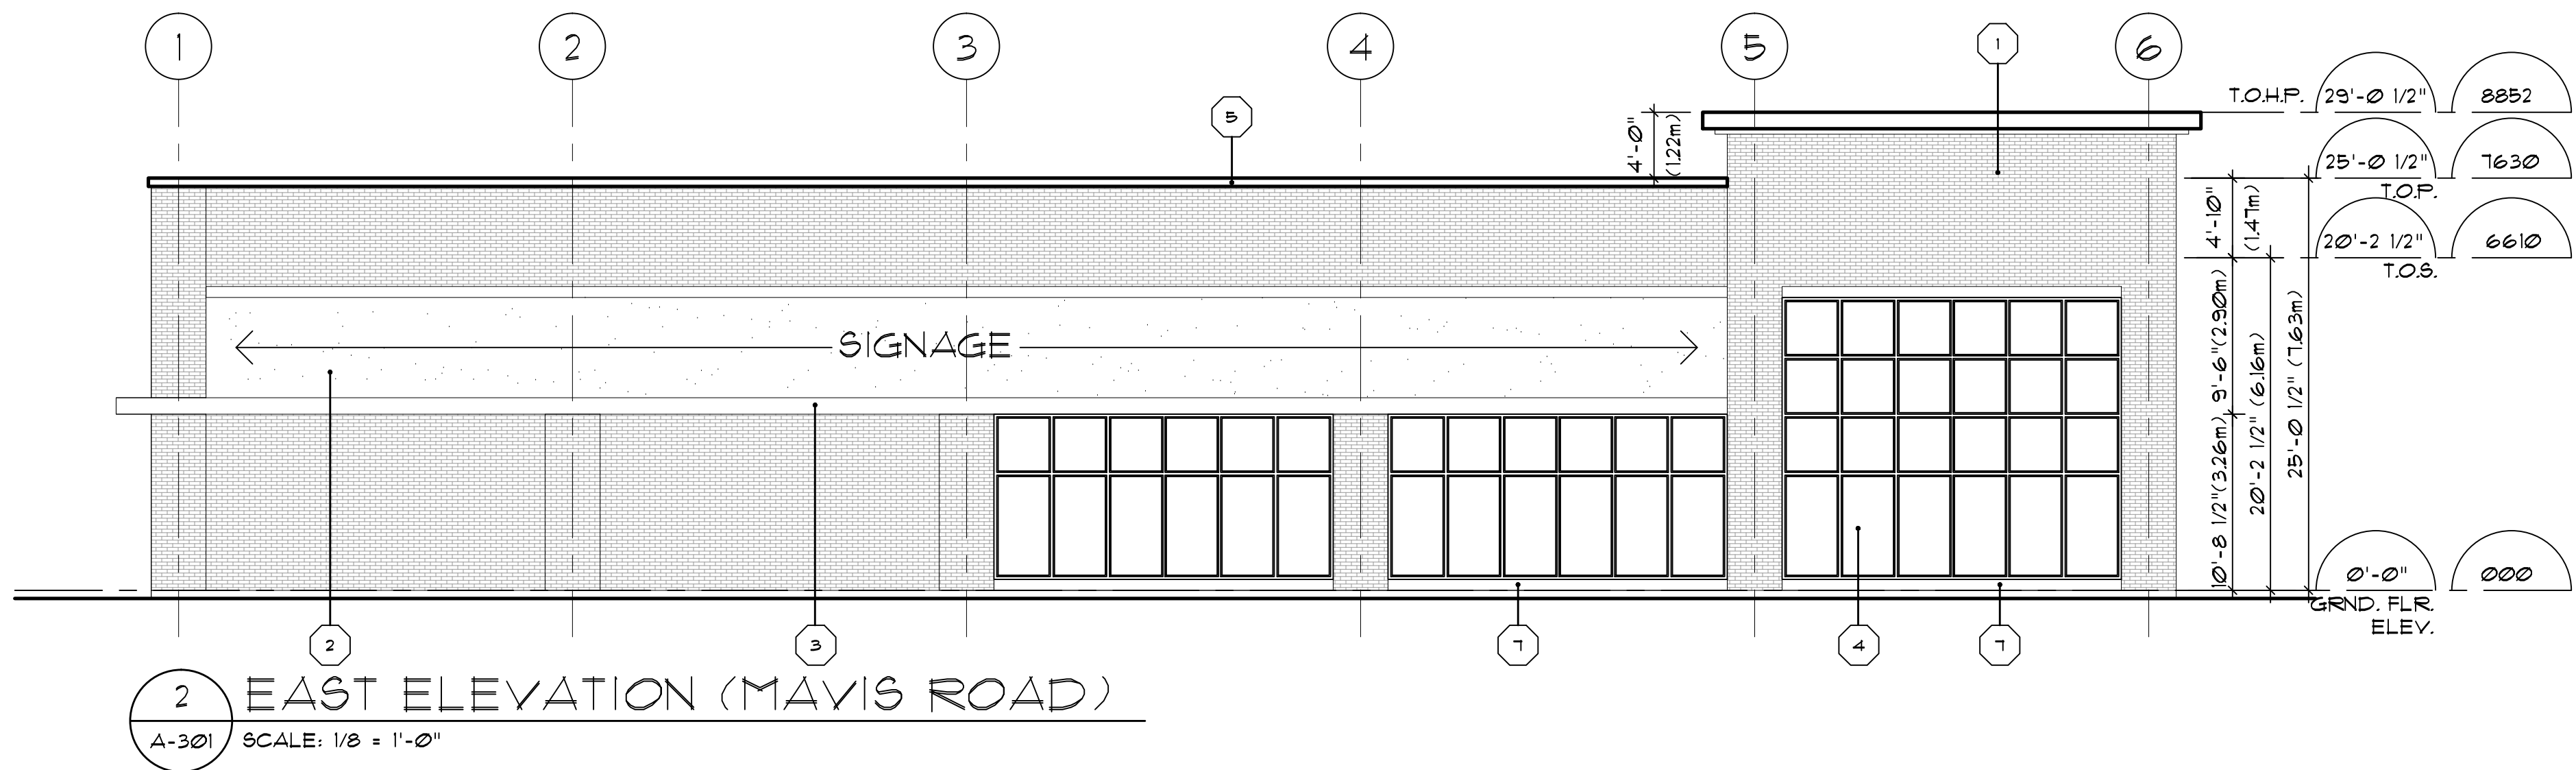 1 2 3 4 5 6
1
5
T.O.H.P. 29'-0 1/2" 8852
4'-0"
(1.22m)
25'-0 1/2" 7630
T.O.P.
4'-10"
(1.47m)
20'-2 1/2" 6610
T.O.S.
SIGNAGE
9'-6"(2.90m)
10'-8 1/2"(3.26m)
20'-2 1/2" (6.16m)
25'-0 1/2" (7.63m)
0'-0" 000
GRND. FLR.
ELEV.
2 3 7 4 7
2
A-301
EAST ELEVATION (MAVIS ROAD)
SCALE: 1/8 = 1'-0"